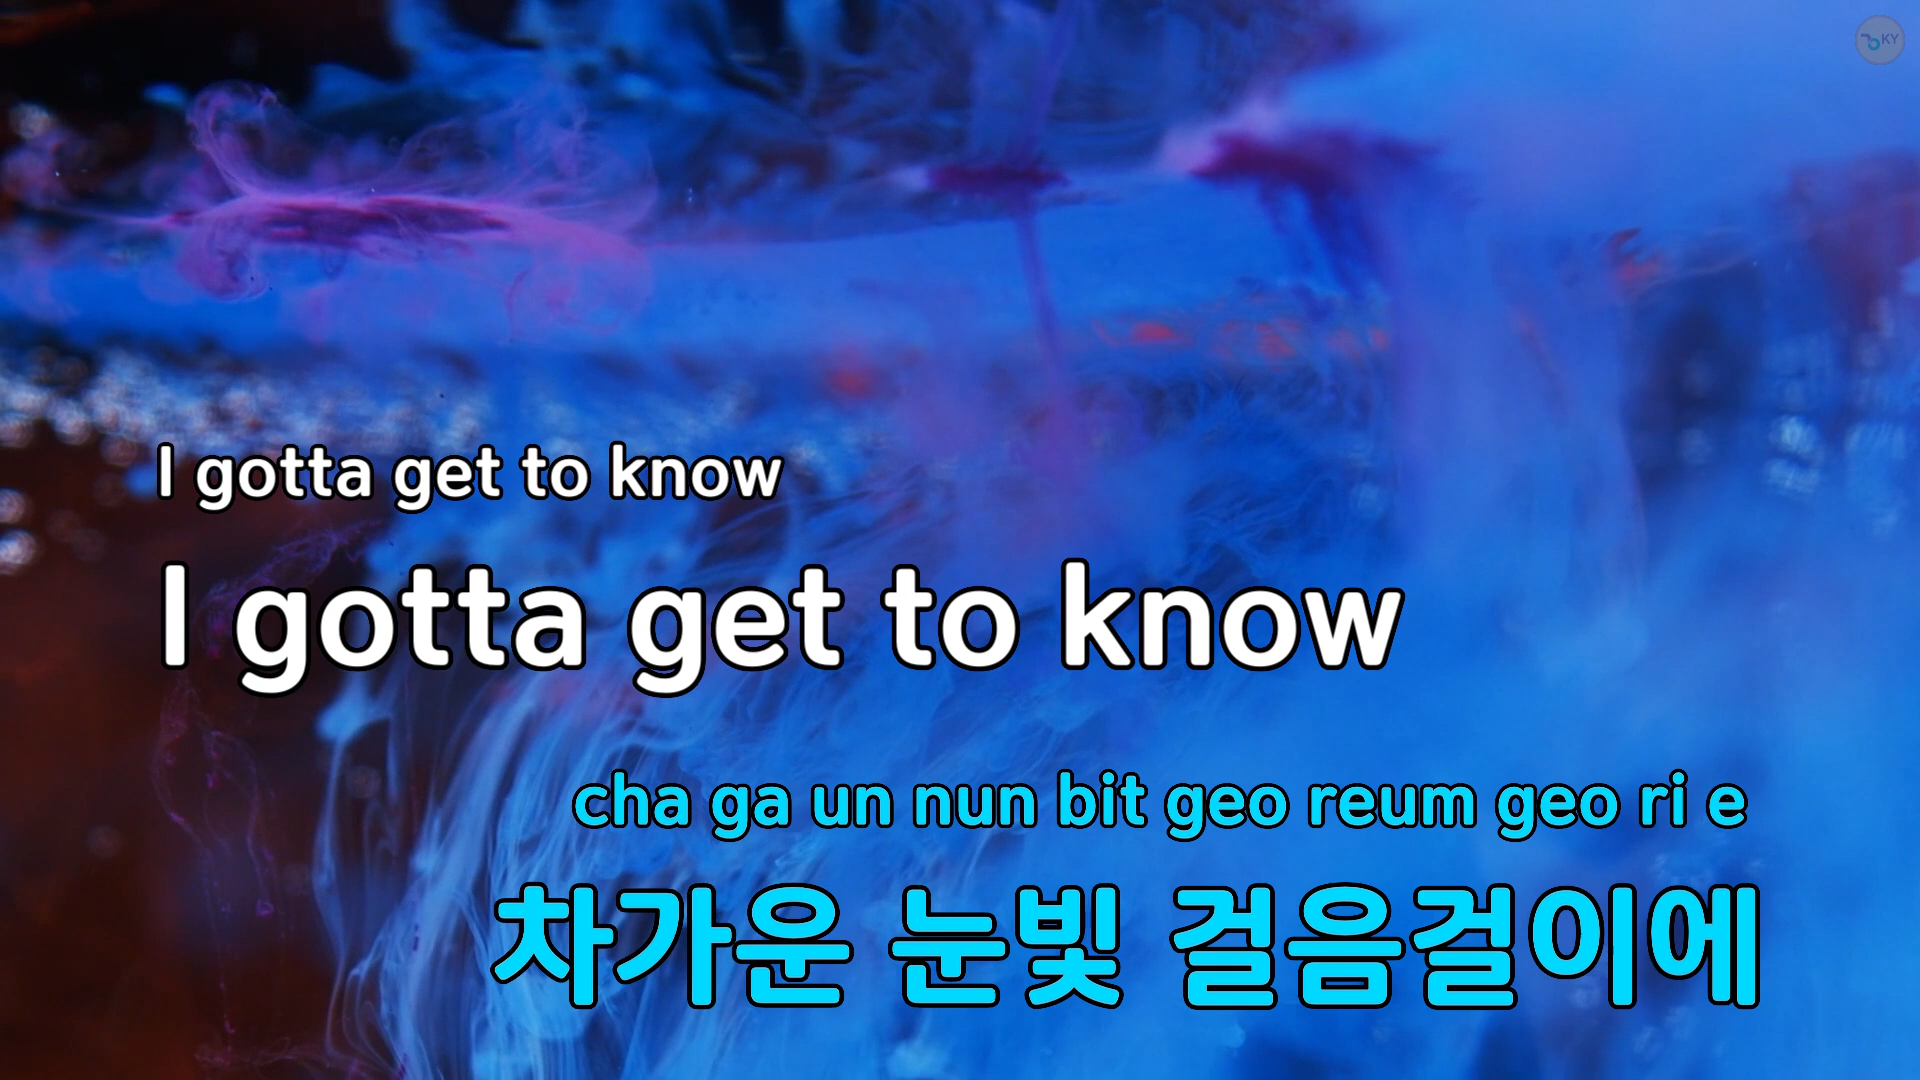 KY
I gotta get to know
I gotta get to know
cha ga un nun bit geo reum geo ri e
차가운 눈빛 걸음걸이에